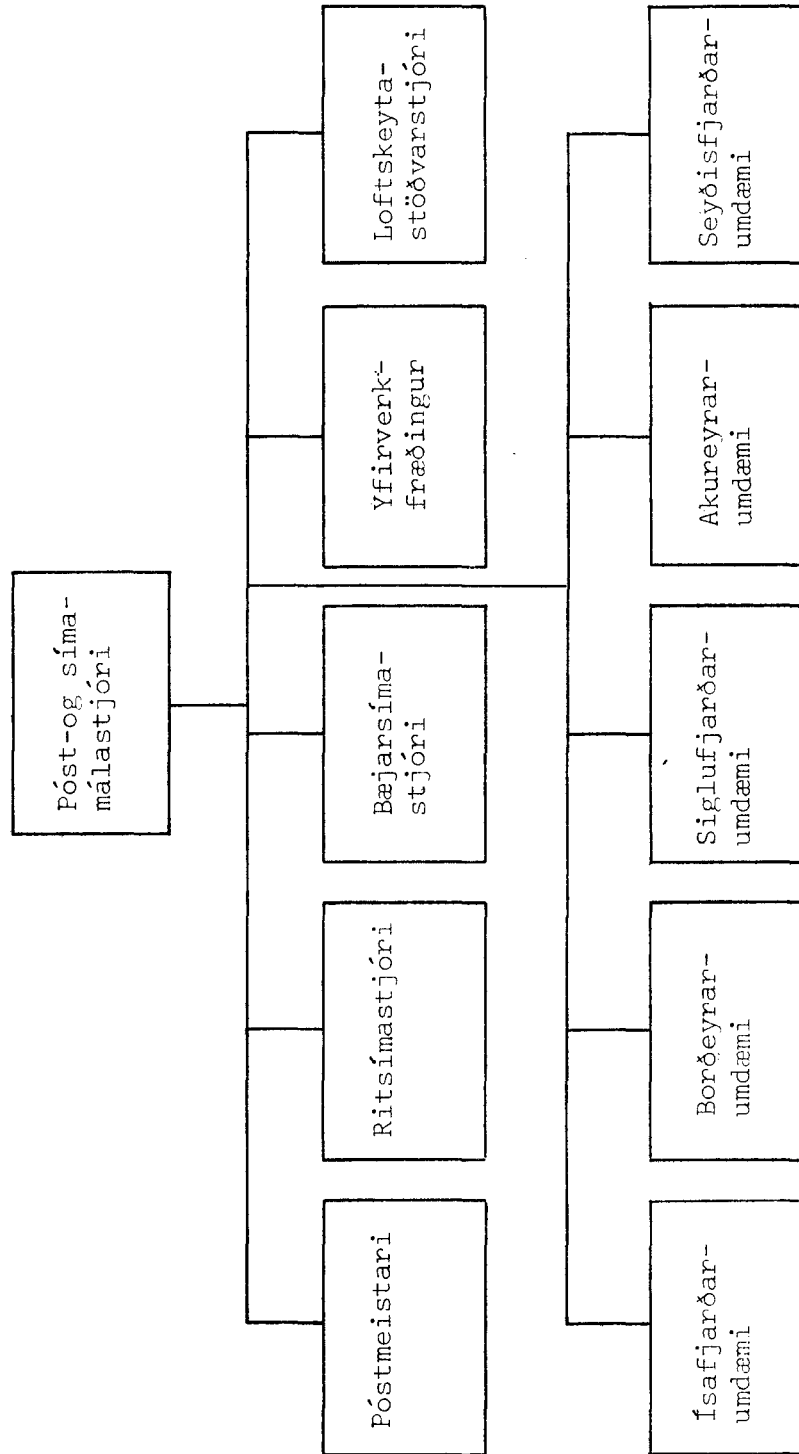 Póst-og síma-
málastjóri
Póstmeistari
Ritsímastjóri
Bæjarsíma-
stjóri
Yfirverk-
fræðingur
Loftskeyta-
stöðvarstjóri
Ísafjarðar-
umdæmi
Borðeyrar-
umdæmi
Siglufjarðar-
umdæmi
Akureyrar-
umdæmi
Seyðisfjarðar-
umdæmi